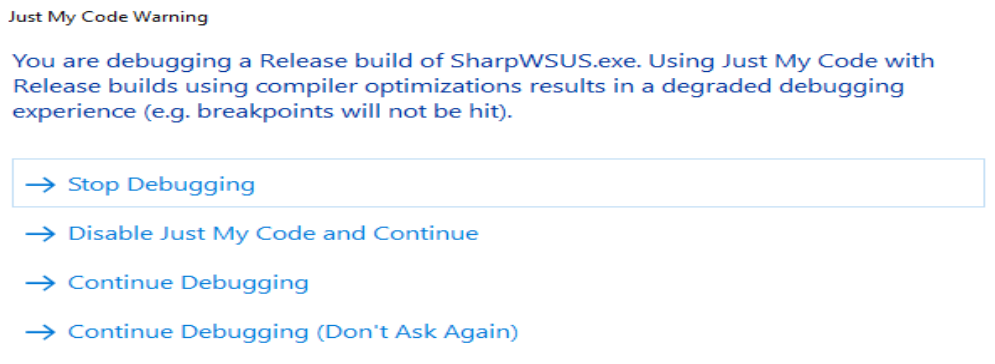 Just My Code Warning
You are debugging a Release build of SharpWSUS.exe. Using Just My Code with
Release builds using compiler optimizations results in a degraded debugging
experience (e.g. breakpoints will not be hit).
→ Stop Debugging
→ Disable Just My Code and Continue
→ Continue Debugging
→ Continue Debugging (Don't Ask Again)